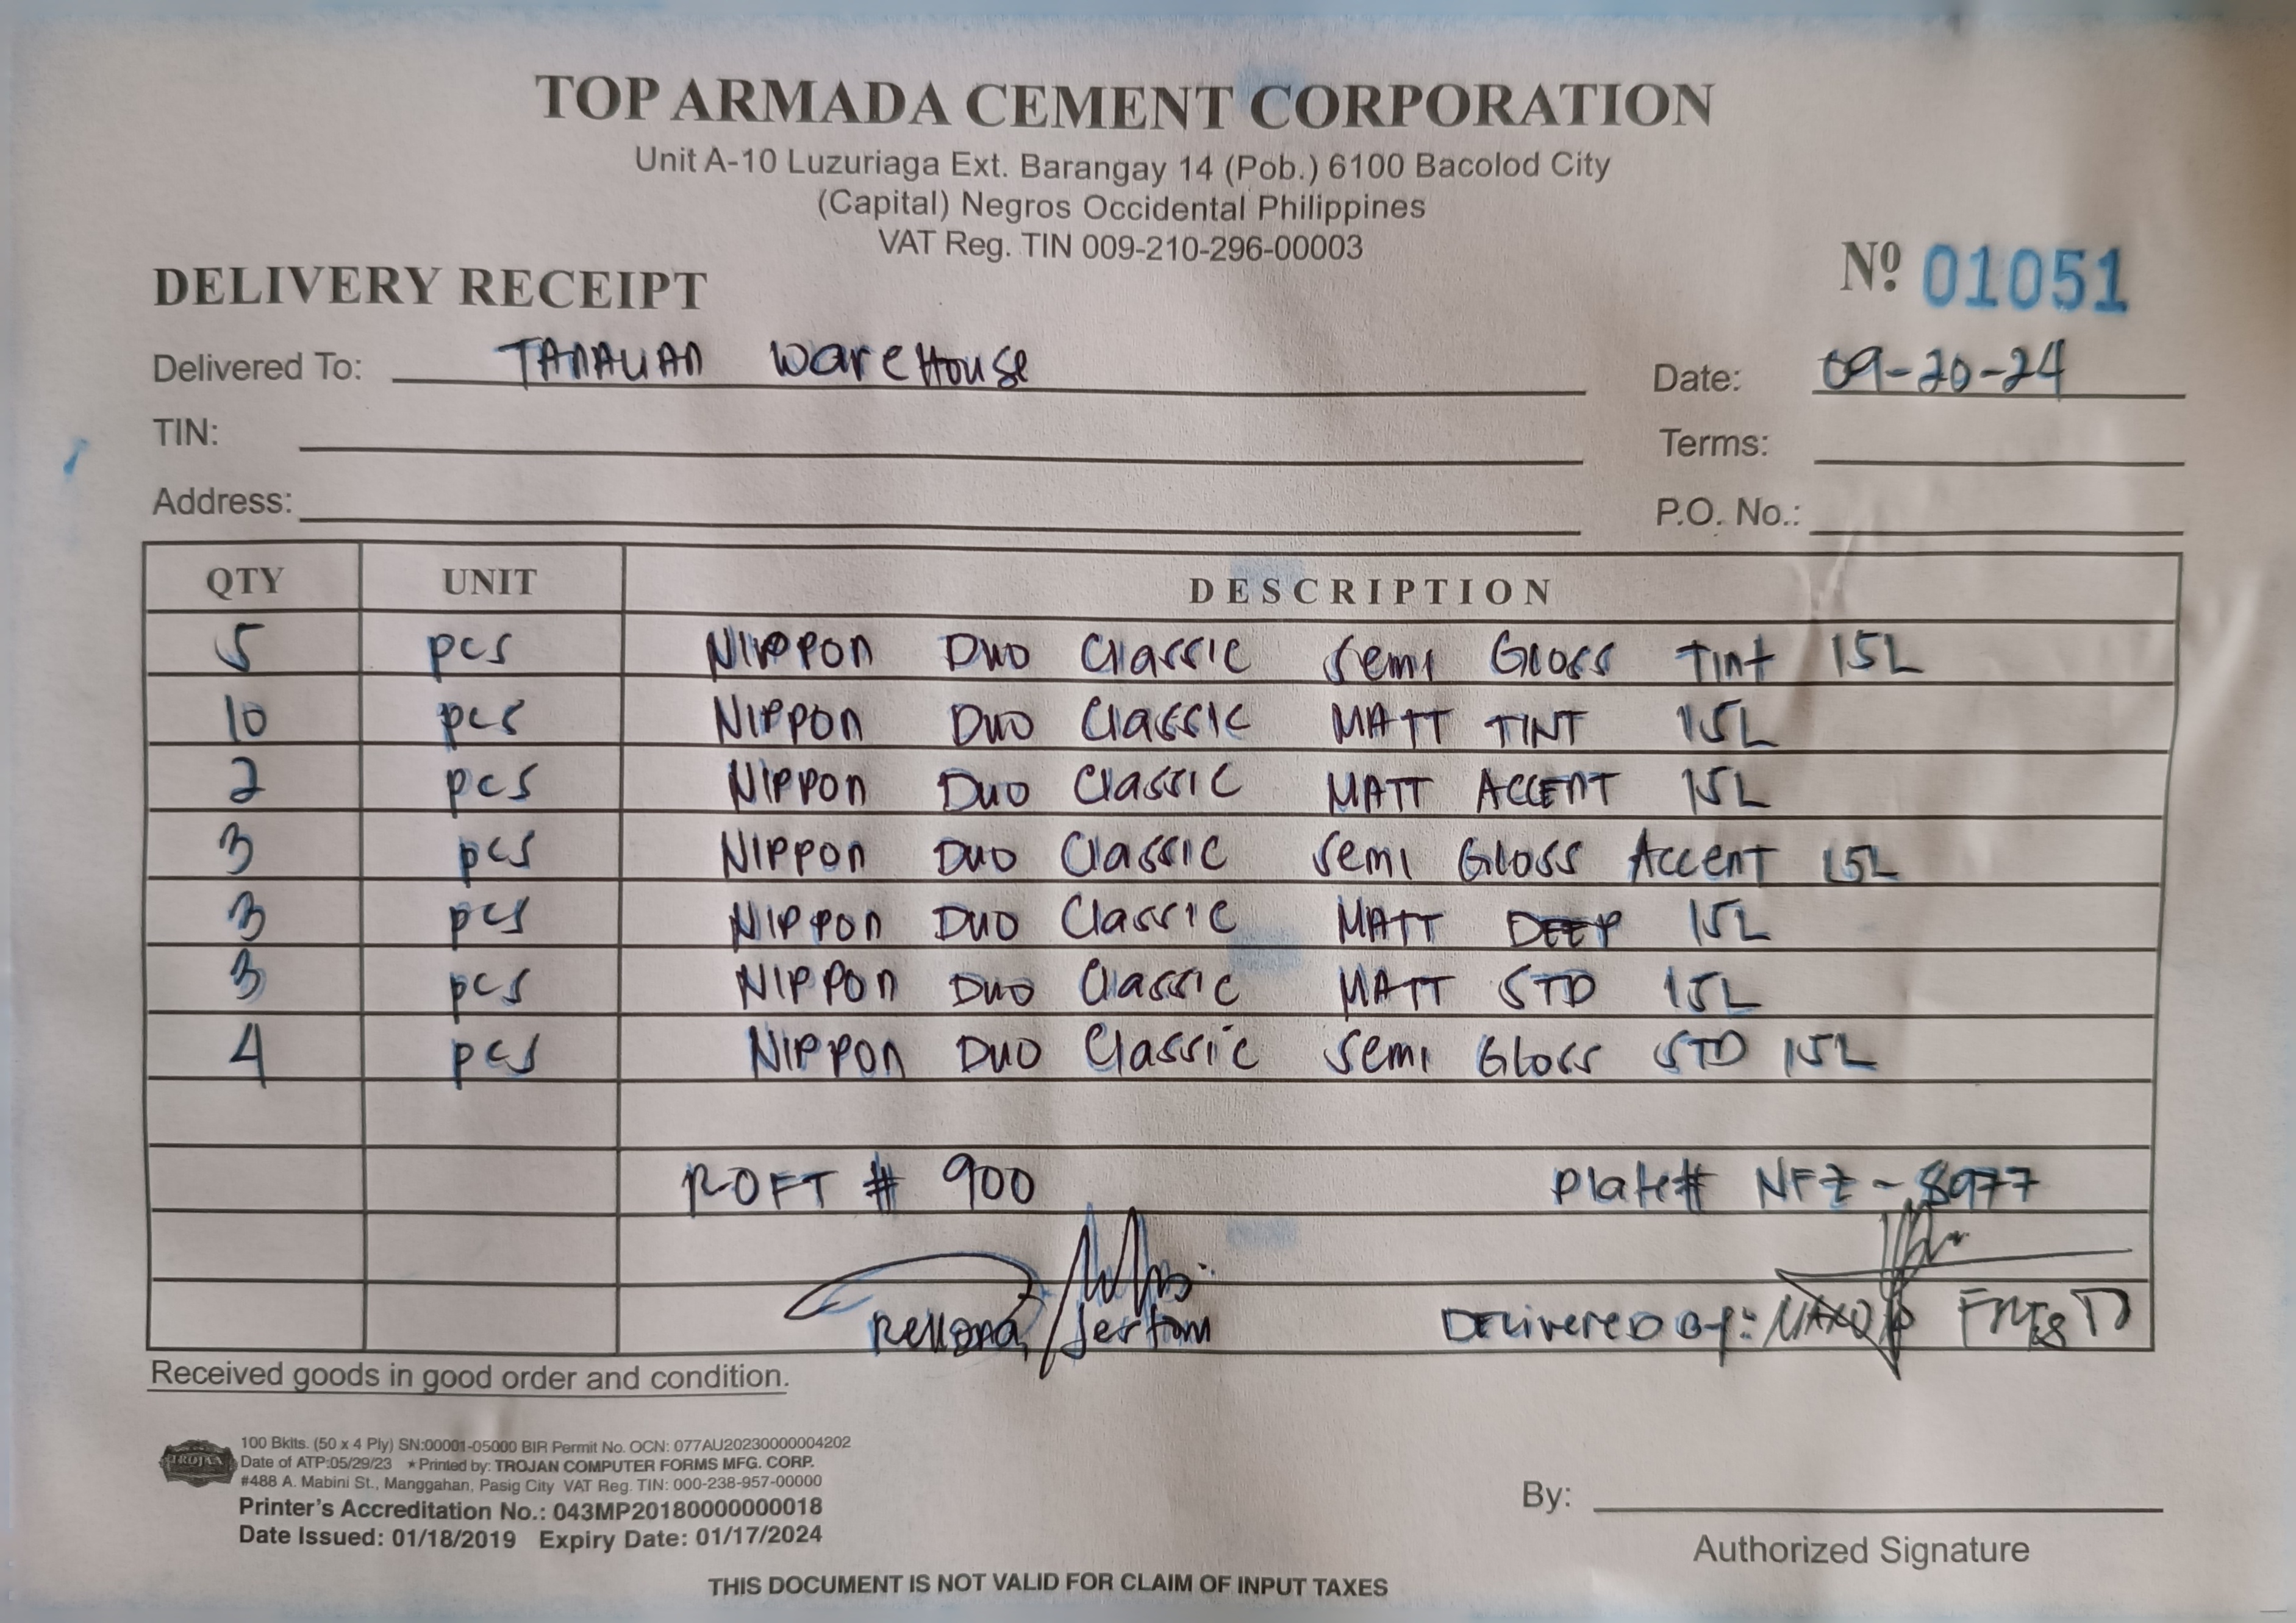 TOP ARMADA CEMENT CORPORATION
Unit A-10 Luzuriaga Ext. Barangay 14 (Pob.) 6100 Bacolod City
(Capital) Negros Occidental Philippines
VAT Reg. TIN 009-210-296-00003
DELIVERY RECEIPT Nº 01051
Delivered To: TANAUAN WareHouse Date: 09-20-24
TIN: Terms:
Address: P.O. No.:
QTY UNIT DESCRIPTION
5 pcs NIPPON DUO Classic Semi Gloss Tint 15L
10 pcs NIPPON DUO Classic MATT TINT 15L
2 pcs NIPPON DUO Classic MATT ACCENT 15L
3 pcs NIPPON DUO Classic Semi Gloss Accent 15L
3 pcs NIPPON DUO Classic MATT DEEP 15L
3 pcs NIPPON DUO Classic MATT STD 15L
4 pcs NIPPON DUO Classic Semi Gloss STD 15L
ROFT # 900 Plate# NFZ-8977
DELivereD By:
Received goods in good order and condition.
TROJAN
100 Bklts. (50 x 4 Ply) SN:00001-05000 BIR Permit No. OCN: 077AU20230000004202
Date of ATP:05/29/23 ★Printed by: TROJAN COMPUTER FORMS MFG. CORP.
#488 A. Mabini St., Manggahan, Pasig City VAT Reg. TIN: 000-238-957-00000
Printer's Accreditation No.: 043MP20180000000018
Date Issued: 01/18/2019 Expiry Date: 01/17/2024
By:
Authorized Signature
THIS DOCUMENT IS NOT VALID FOR CLAIM OF INPUT TAXES